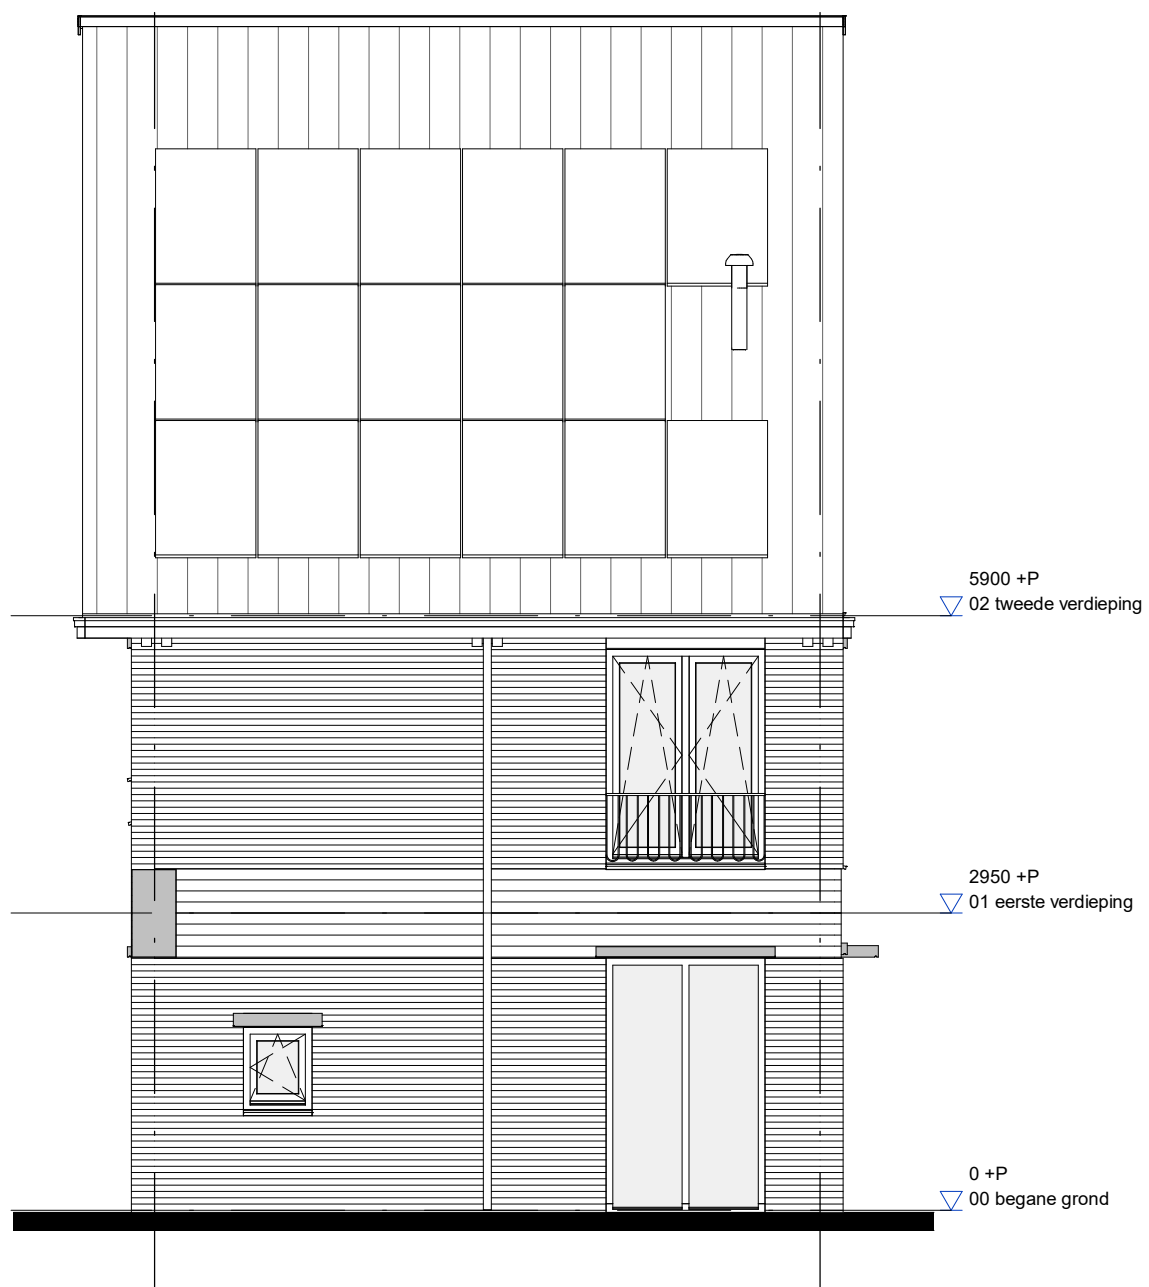 5900 +P
02 tweede verdieping
2950 +P
01 eerste verdieping
0 +P
00 begane grond